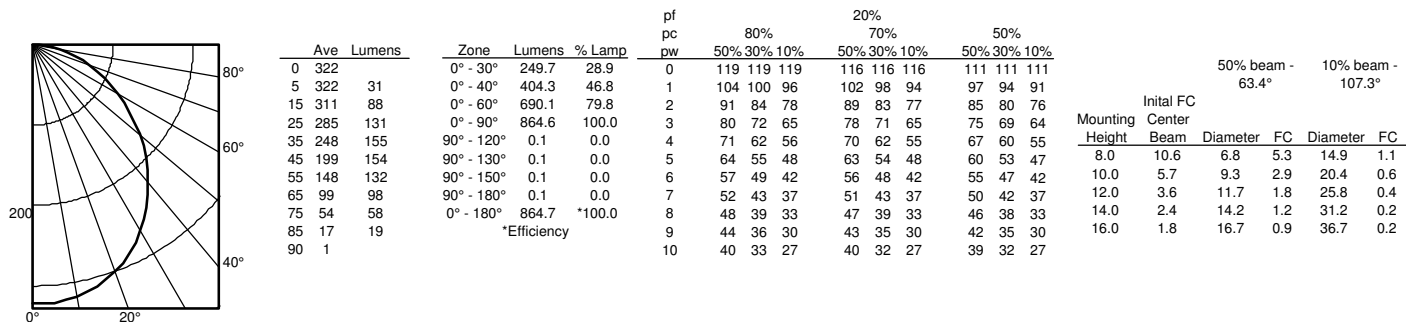 80°
60°
200
40°
0° 20°
Ave Lumens
0 322
5 322 31
15 311 88
25 285 131
35 248 155
45 199 154
55 148 132
65 99 98
75 54 58
85 17 19
90 1
Zone Lumens % Lamp
0° - 30° 249.7 28.9
0° - 40° 404.3 46.8
0° - 60° 690.1 79.8
0° - 90° 864.6 100.0
90° - 120° 0.1 0.0
90° - 130° 0.1 0.0
90° - 150° 0.1 0.0
90° - 180° 0.1 0.0
0° - 180° 864.7 *100.0
*Efficiency
pf 20%
pc 80% 70% 50%
pw 50% 30% 10% 50% 30% 10% 50% 30% 10%
0 119 119 119 116 116 116 111 111 111
1 104 100 96 102 98 94 97 94 91
2 91 84 78 89 83 77 85 80 76
3 80 72 65 78 71 65 75 69 64
4 71 62 56 70 62 55 67 60 55
5 64 55 48 63 54 48 60 53 47
6 57 49 42 56 48 42 55 47 42
7 52 43 37 51 43 37 50 42 37
8 48 39 33 47 39 33 46 38 33
9 44 36 30 43 35 30 42 35 30
10 40 33 27 40 32 27 39 32 27
50% beam - 10% beam -
63.4° 107.3°
Inital FC
Mounting Center
Height Beam Diameter FC Diameter FC
8.0 10.6 6.8 5.3 14.9 1.1
10.0 5.7 9.3 2.9 20.4 0.6
12.0 3.6 11.7 1.8 25.8 0.4
14.0 2.4 14.2 1.2 31.2 0.2
16.0 1.8 16.7 0.9 36.7 0.2